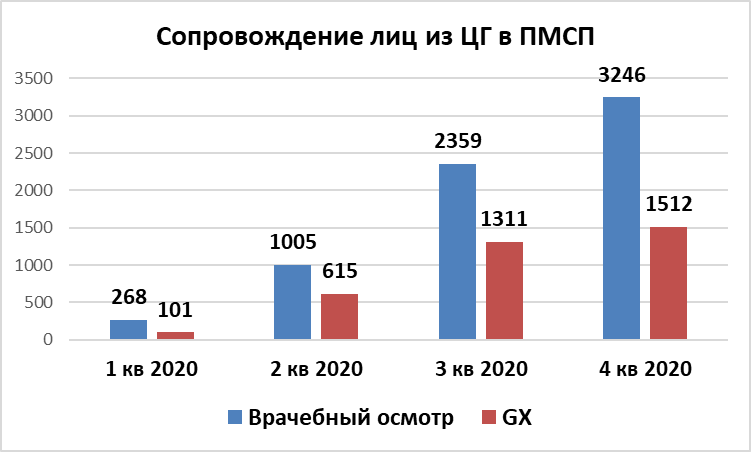 Сопровождение лиц из ЦГ в ПМСП
3500
3000
2500
2000
1500
1000
500
0
268
101
1005
615
2359
1311
3246
1512
1 кв 2020
2 кв 2020
3 кв 2020
4 кв 2020
Врачебный осмотр
GX